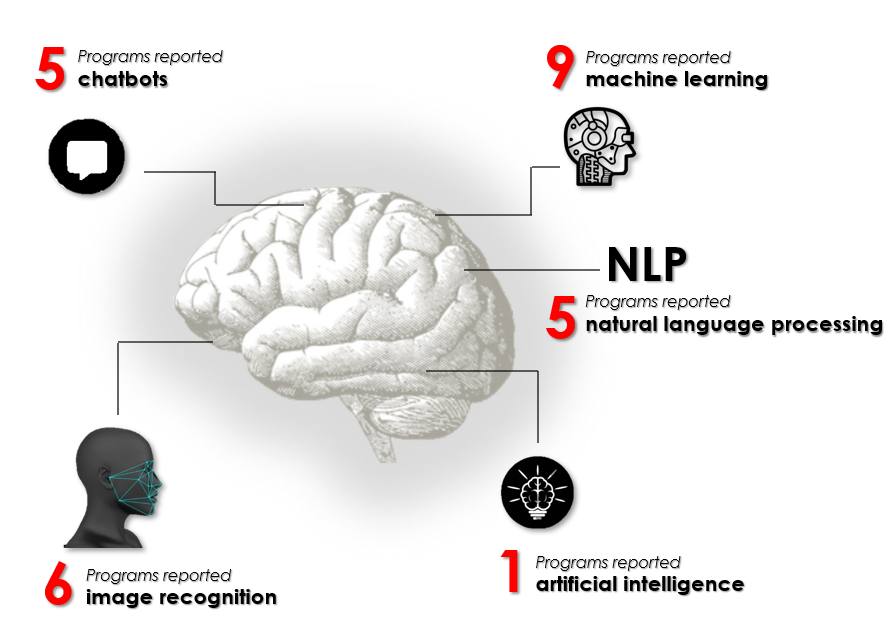 5 Programs reported
chatbots
9 Programs reported
machine learning
NLP
5 Programs reported
natural language processing
6 Programs reported
image recognition
1 Programs reported
artificial intelligence